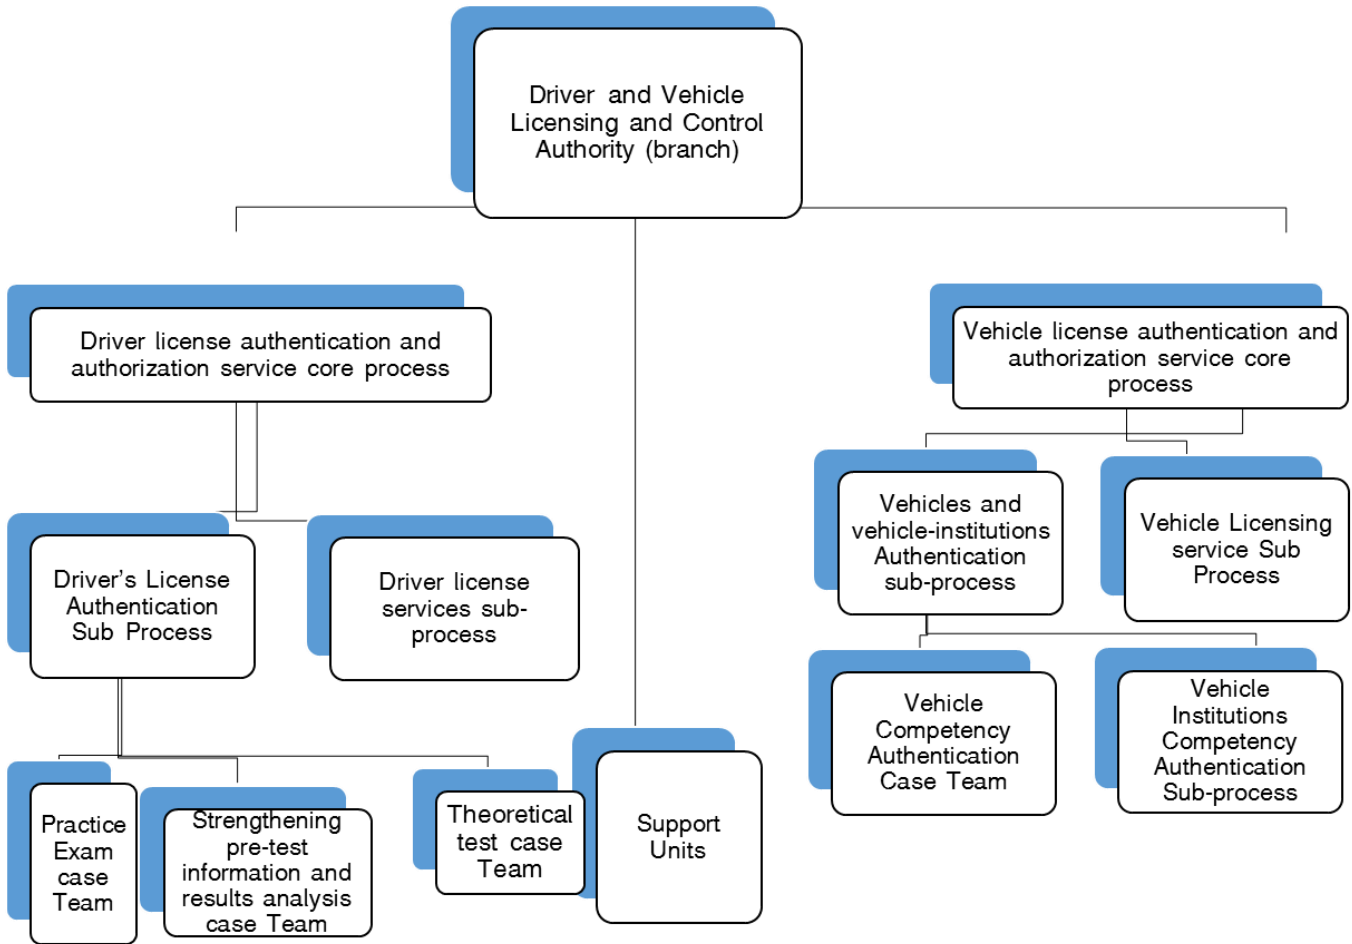 Driver and Vehicle
Licensing and Control
Authority (branch)
Driver license authentication and
authorization service core process
Vehicle license authentication and
authorization service core
process
Driver’s License
Authentication
Sub Process
Driver license
services sub-
process
Vehicles and
vehicle-institutions
Authentication
sub-process
Vehicle Licensing
service Sub
Process
Practice
Exam
case
Team
Strengthening
pre-test
information and
results analysis
case Team
Theoretical
test case
Team
Support
Units
Vehicle
Competency
Authentication
Case Team
Vehicle
Institutions
Competency
Authentication
Sub-process